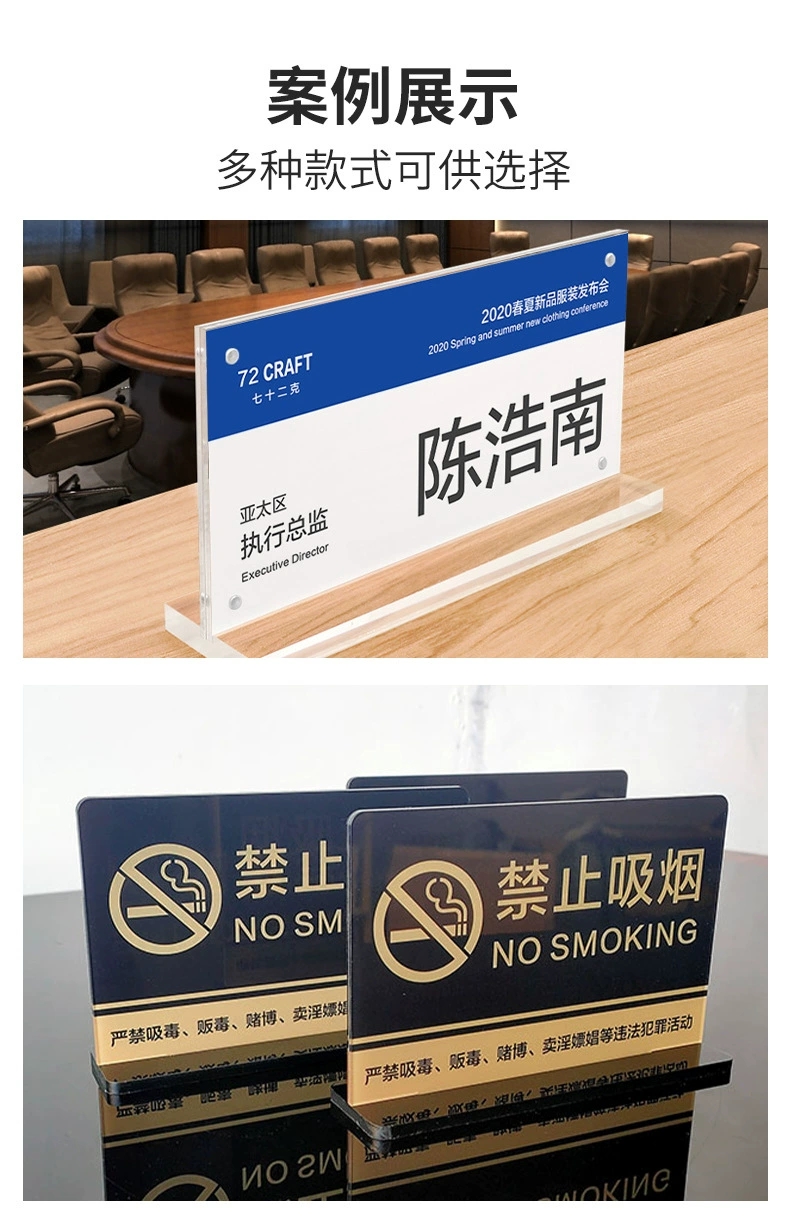 案例展示
多种款式可供选择
2020春夏新品服装发布会
2020 Spring and summer new clothing conference
72 CRAFT
七十二克
陈浩南
亚太区
执行总监
Executive Director
禁止
NO SM
严禁吸毒、贩毒、赌博、卖淫嫖娼
禁止吸烟
NO SMOKING
严禁吸毒、贩毒、赌博、卖淫嫖娼等违法犯罪活动